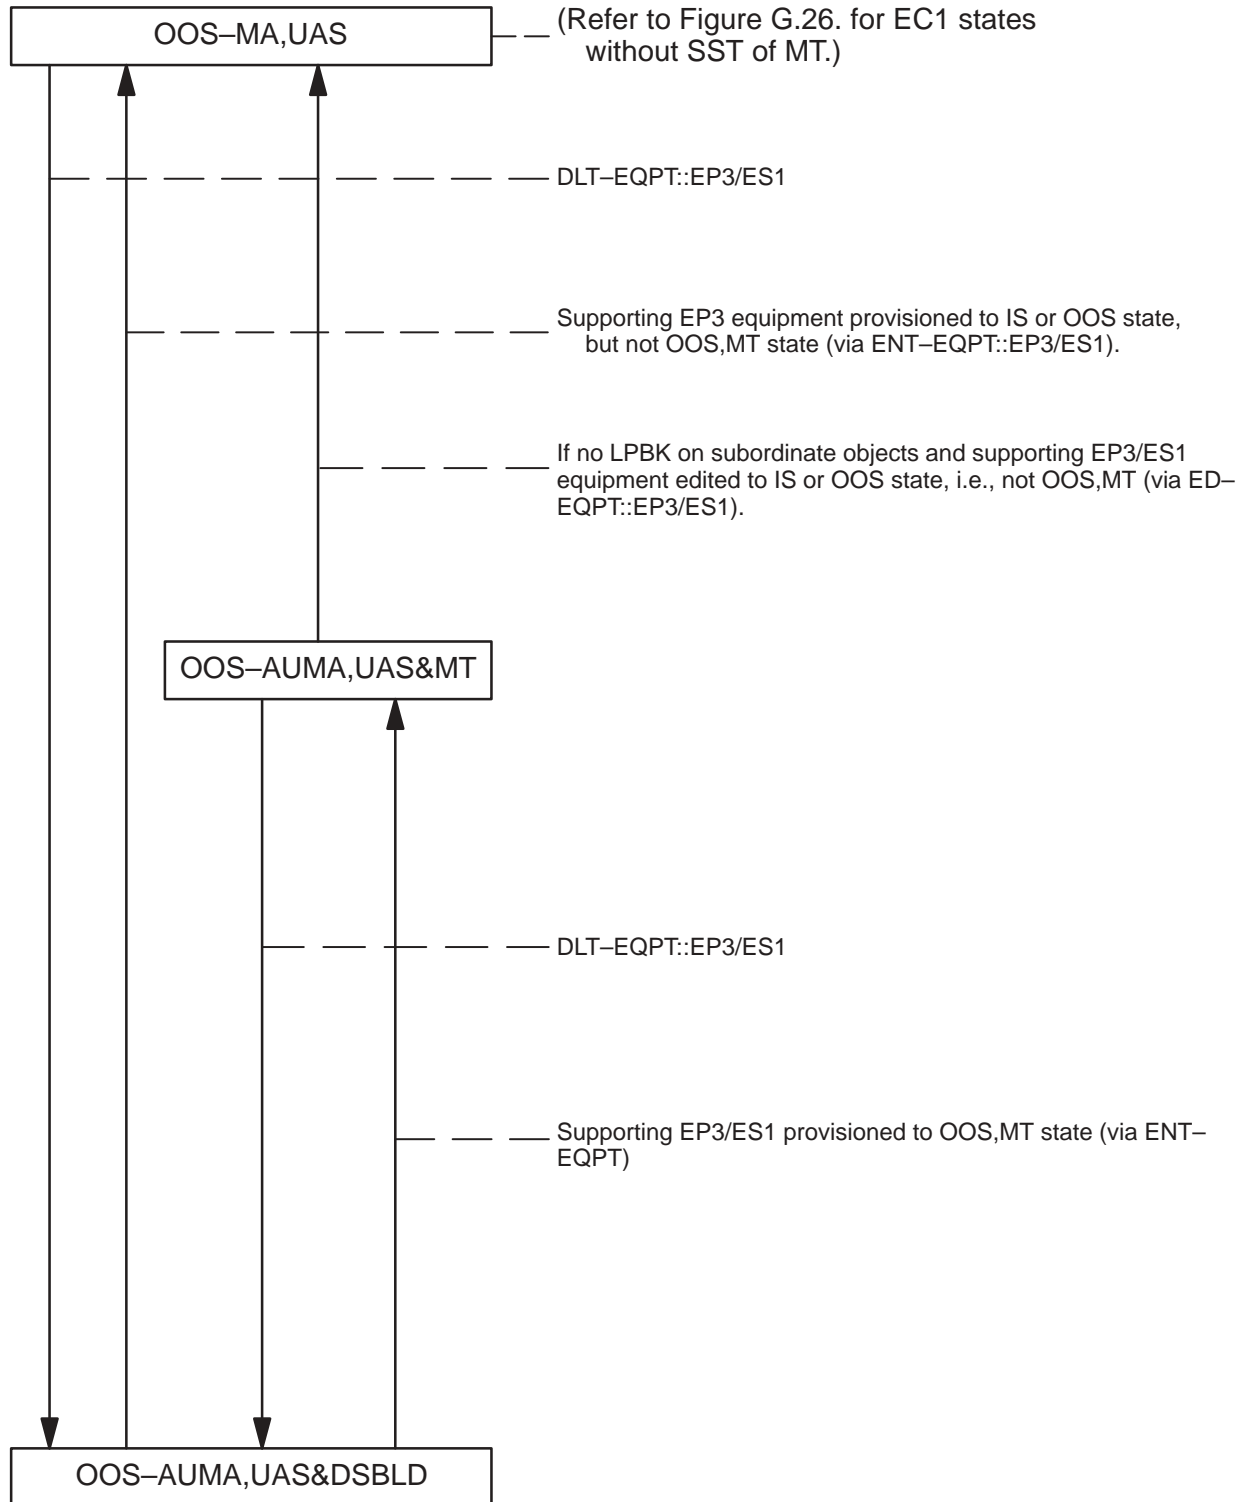 OOS–MA,UAS
(Refer to Figure G.26. for EC1 states
without SST of MT.)
DLT–EQPT::EP3/ES1
Supporting EP3 equipment provisioned to IS or OOS state,
but not OOS,MT state (via ENT–EQPT::EP3/ES1).
If no LPBK on subordinate objects and supporting EP3/ES1
equipment edited to IS or OOS state, i.e., not OOS,MT (via ED–
EQPT::EP3/ES1).
OOS–AUMA,UAS&MT
DLT–EQPT::EP3/ES1
Supporting EP3/ES1 provisioned to OOS,MT state (via ENT–
EQPT)
OOS–AUMA,UAS&DSBLD